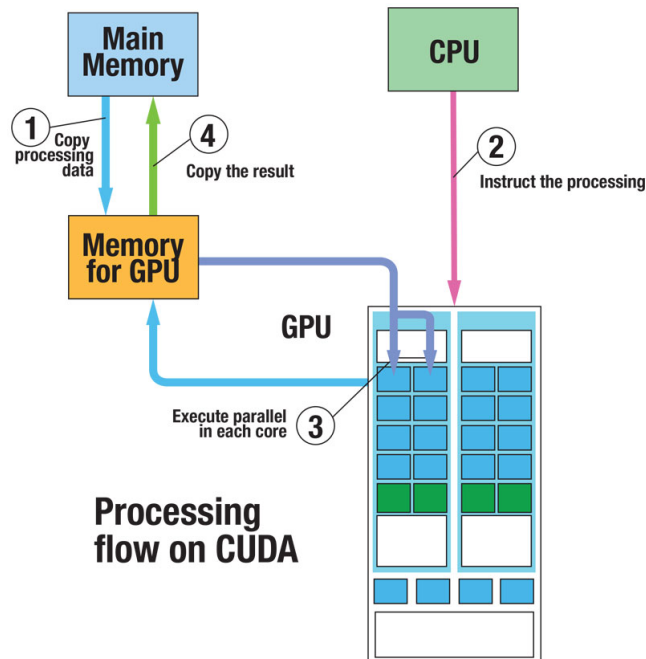 Main
Memory
CPU
1
Copy
processing
data
4
Copy the result
2
Instruct the processing
Memory
for GPU
GPU
Execute parallel
in each core
3
Processing
flow on CUDA